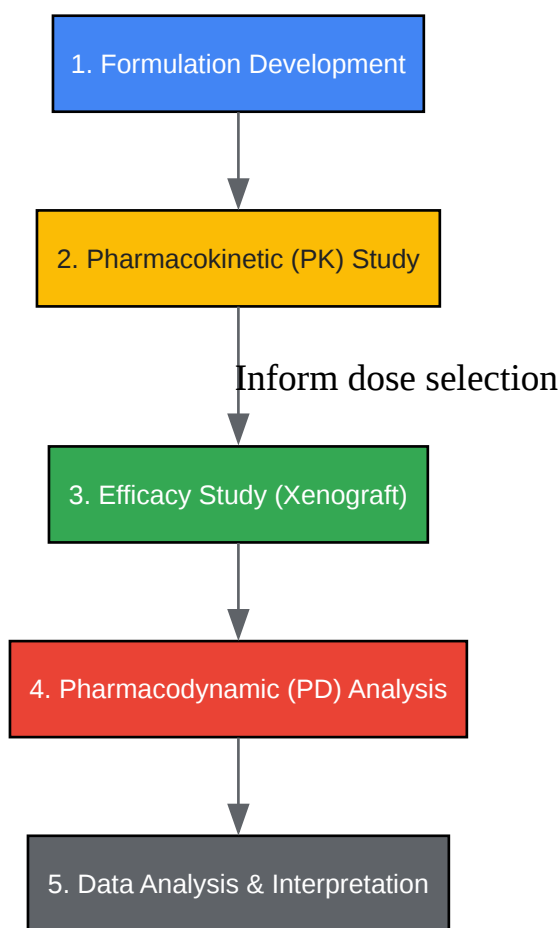 1. Formulation Development
2. Pharmacokinetic (PK) Study
Inform dose selection
3. Efficacy Study (Xenograft)
4. Pharmacodynamic (PD) Analysis
5. Data Analysis & Interpretation